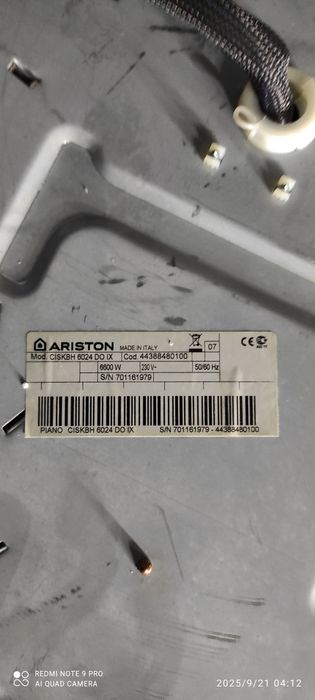 ARISTON MADE IN ITALY 07 CE
Mod. CISKBH 6024 DO IX Cod. 44388480100
6600 W 230 V~ 50/60 Hz
S/N 701161979
PIANO CISKBH 6024 DO IX S/N 701161979 - 44388480100
REDMI NOTE 9 PRO
AI QUAD CAMERA
2025/9/21 04:12